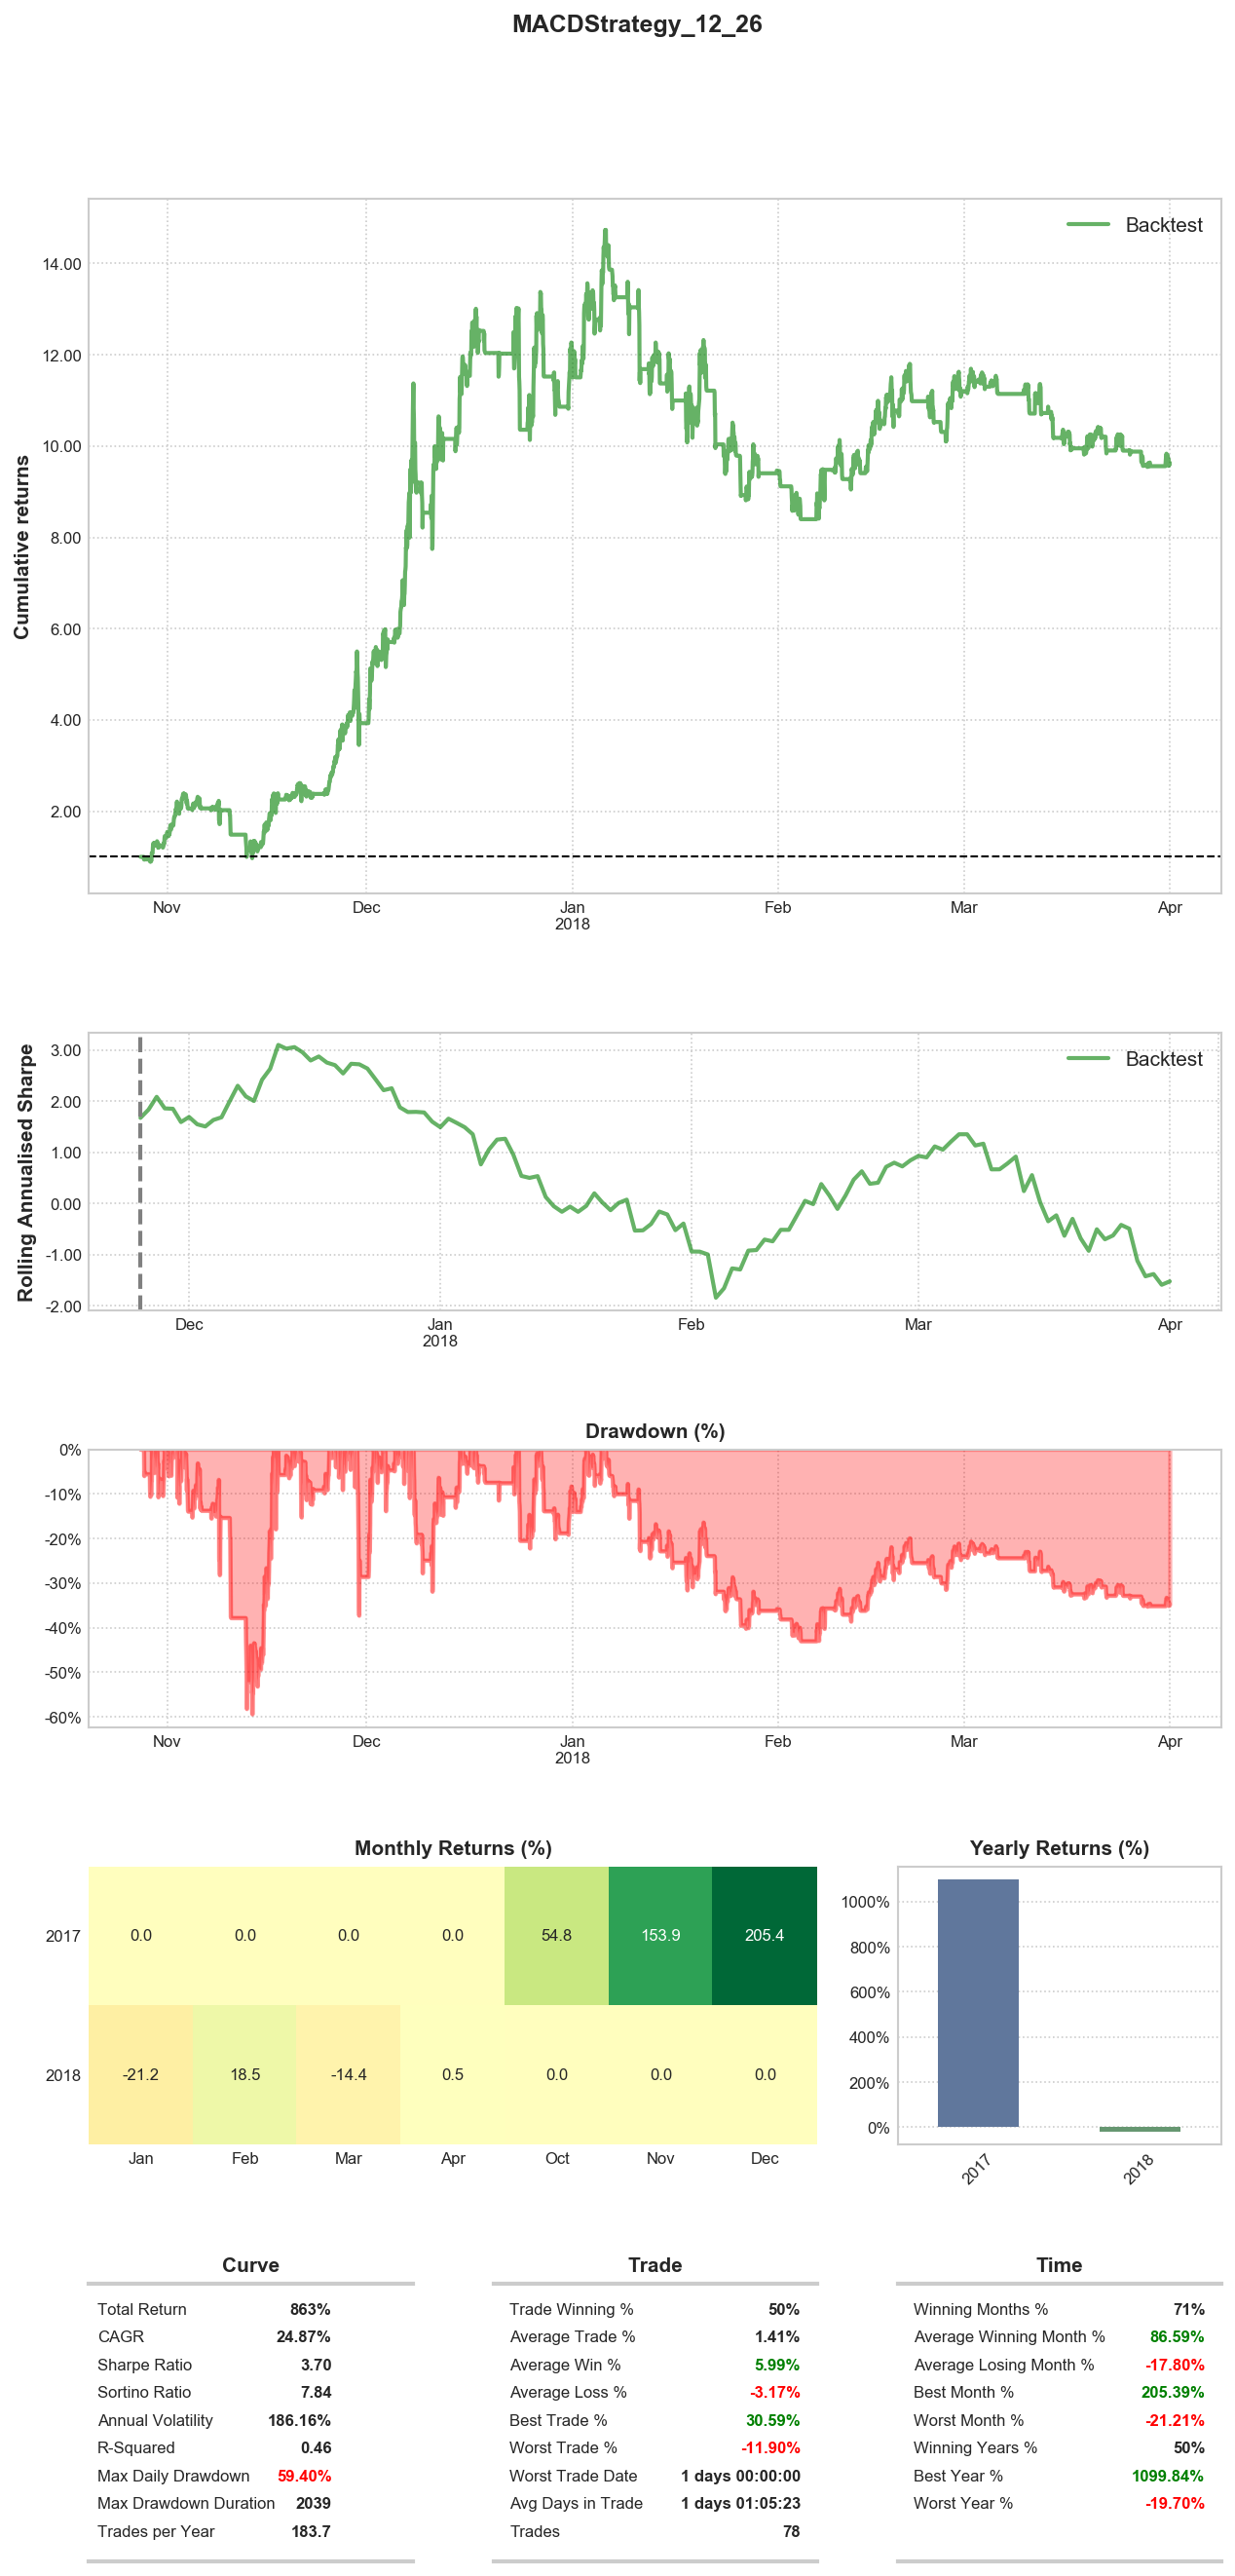 MACDStrategy_12_26
Backtest
Cumulative returns
14.00
12.00
10.00
8.00
6.00
4.00
2.00
Nov Dec Jan Feb Mar Apr
2018
Backtest
Rolling Annualised Sharpe
3.00
2.00
1.00
0.00
-1.00
-2.00
Dec Jan Feb Mar Apr
2018
Drawdown (%)
0%
-10%
-20%
-30%
-40%
-50%
-60%
Nov Dec Jan Feb Mar Apr
2018
Monthly Returns (%)
2017 0.0 0.0 0.0 0.0 54.8 153.9 205.4
2018 -21.2 18.5 -14.4 0.5 0.0 0.0 0.0
Jan Feb Mar Apr Oct Nov Dec
Yearly Returns (%)
1000%
800%
600%
400%
200%
0%
2017 2018
Curve
Total Return 863%
CAGR 24.87%
Sharpe Ratio 3.70
Sortino Ratio 7.84
Annual Volatility 186.16%
R-Squared 0.46
Max Daily Drawdown 59.40%
Max Drawdown Duration 2039
Trades per Year 183.7
Trade
Trade Winning % 50%
Average Trade % 1.41%
Average Win % 5.99%
Average Loss % -3.17%
Best Trade % 30.59%
Worst Trade % -11.90%
Worst Trade Date 1 days 00:00:00
Avg Days in Trade 1 days 01:05:23
Trades 78
Time
Winning Months % 71%
Average Winning Month % 86.59%
Average Losing Month % -17.80%
Best Month % 205.39%
Worst Month % -21.21%
Winning Years % 50%
Best Year % 1099.84%
Worst Year % -19.70%